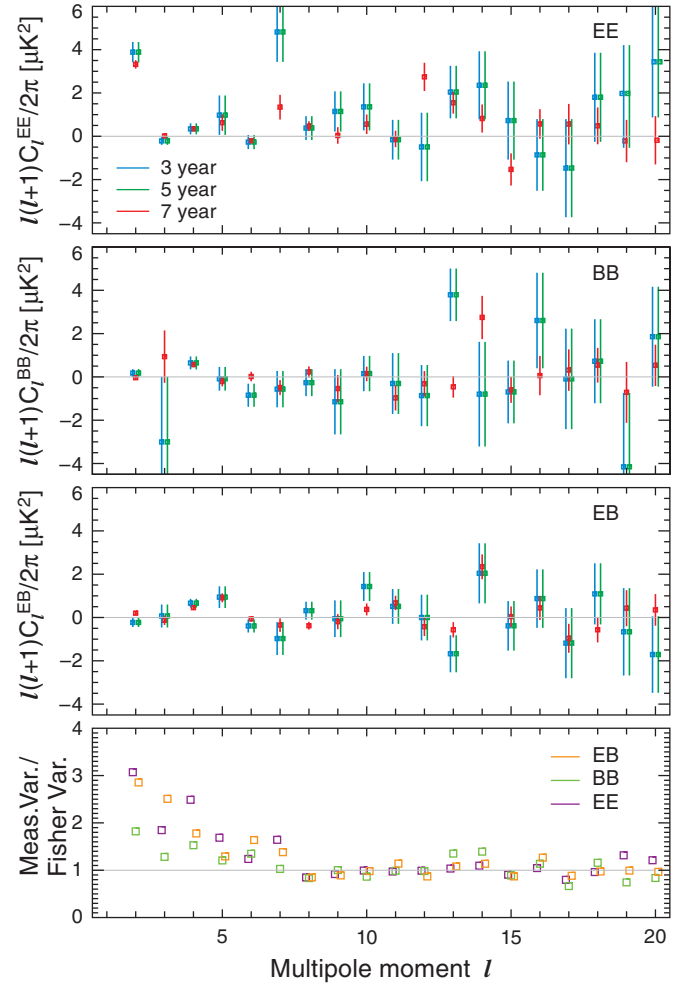 l(l+1)C_l^EE/2π [μK²]
6
4
2
0
−2
−4
EE
3 year
5 year
7 year
l(l+1)C_l^BB/2π [μK²]
6
4
2
0
−2
−4
BB
l(l+1)C_l^EB/2π [μK²]
6
4
2
0
−2
−4
EB
Meas.Var./
Fisher Var.
4
3
2
1
0
EB
BB
EE
5 10 15 20
Multipole moment l